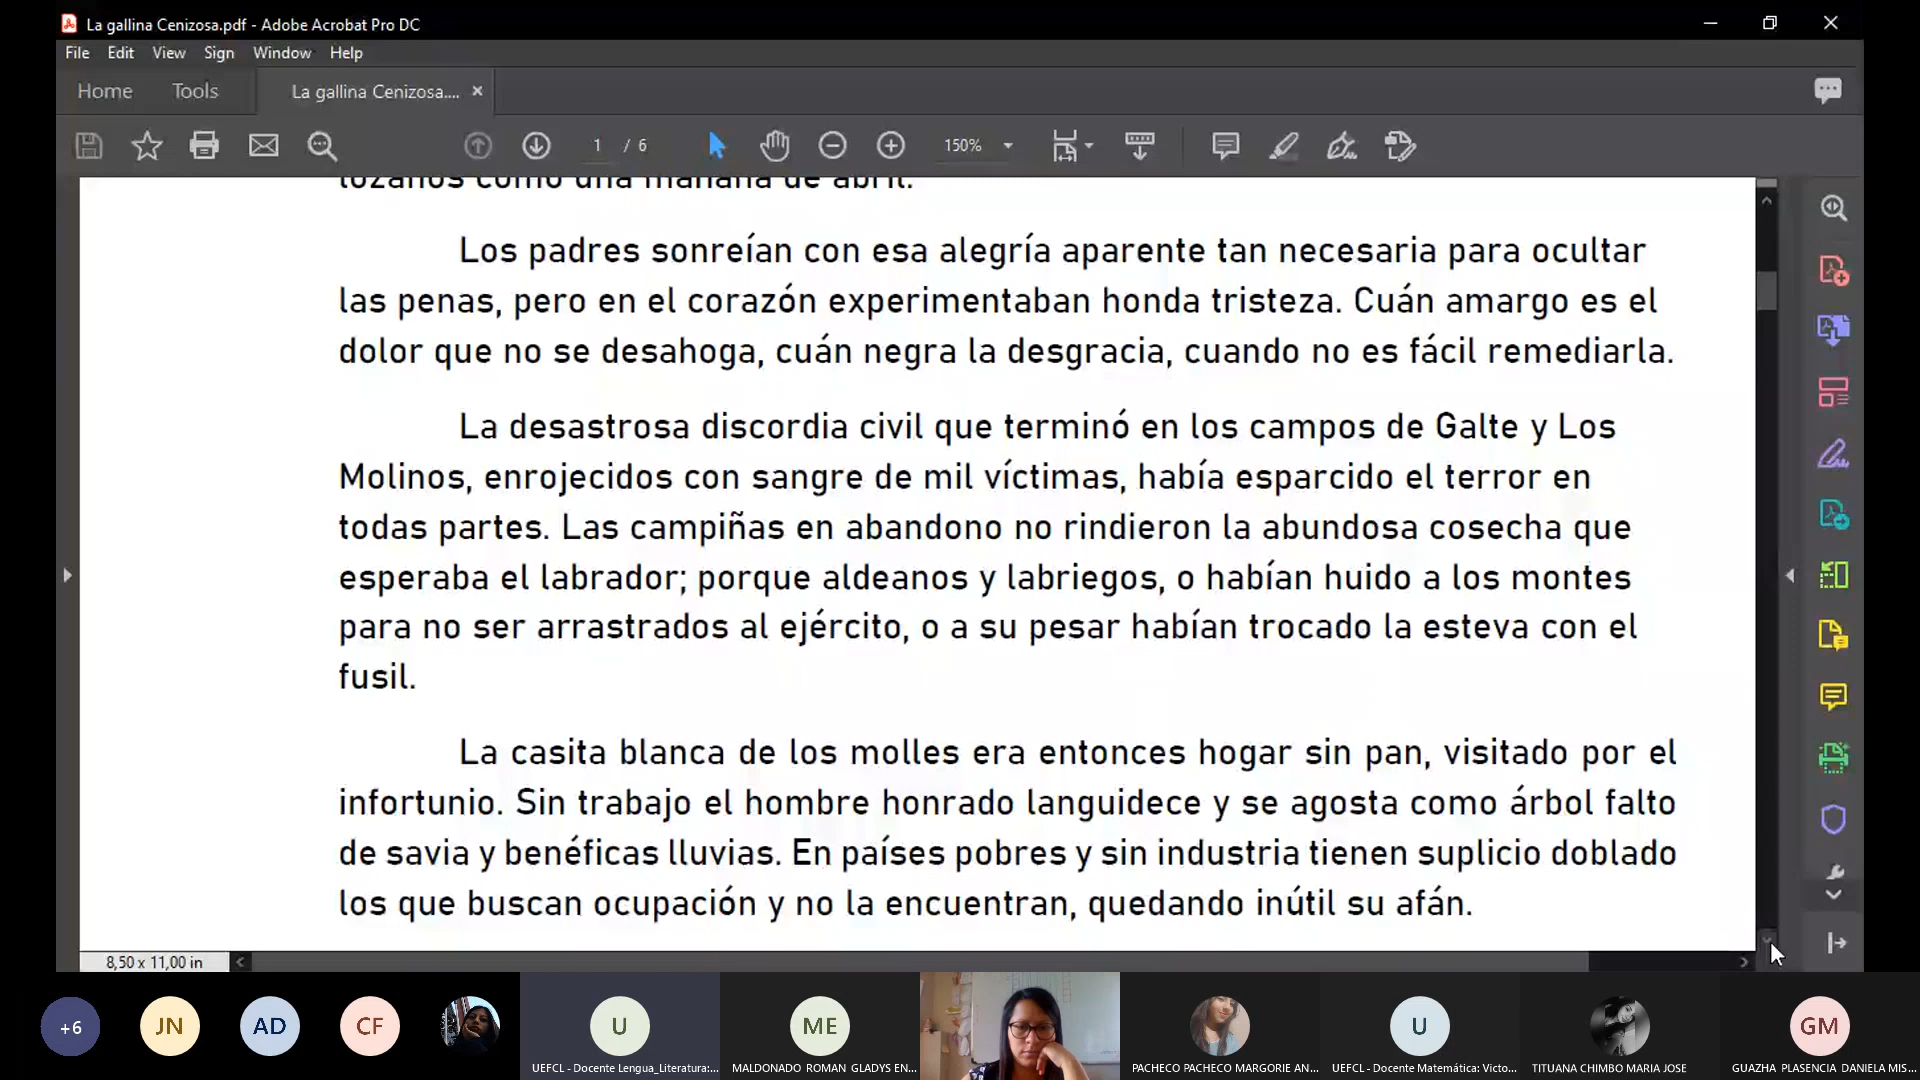 La gallina Cenizosa.pdf - Adobe Acrobat Pro DC
File Edit View Sign Window Help
Home Tools La gallina Cenizosa....
1 / 6 150%
lozanos como una mañana de abril.
Los padres sonreían con esa alegría aparente tan necesaria para ocultar
las penas, pero en el corazón experimentaban honda tristeza. Cuán amargo es el
dolor que no se desahoga, cuán negra la desgracia, cuando no es fácil remediarla.
La desastrosa discordia civil que terminó en los campos de Galte y Los
Molinos, enrojecidos con sangre de mil víctimas, había esparcido el terror en
todas partes. Las campiñas en abandono no rindieron la abundosa cosecha que
esperaba el labrador; porque aldeanos y labriegos, o habían huido a los montes
para no ser arrastrados al ejército, o a su pesar habían trocado la esteva con el
fusil.
La casita blanca de los molles era entonces hogar sin pan, visitado por el
infortunio. Sin trabajo el hombre honrado languidece y se agosta como árbol falto
de savia y benéficas lluvias. En países pobres y sin industria tienen suplicio doblado
los que buscan ocupación y no la encuentran, quedando inútil su afán.
8,50 x 11,00 in
+6 JN AD CF U ME U GM
UEFCL - Docente Lengua_Literatura:... MALDONADO ROMAN GLADYS EN... PACHECO PACHECO MARGORIE AN... UEFCL - Docente Matemática: Victo... TITUANA CHIMBO MARIA JOSE GUAZHA PLASENCIA DANIELA MIS...